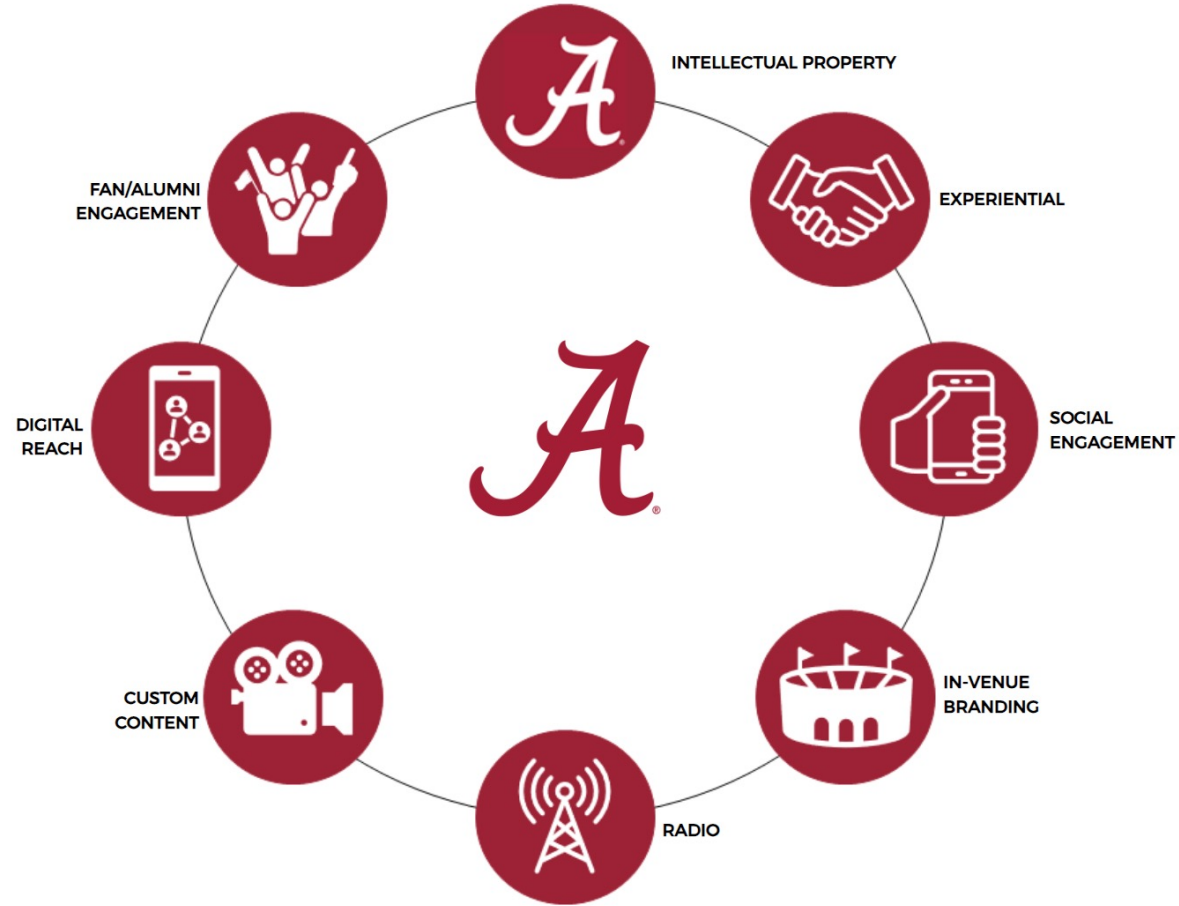 A
INTELLECTUAL PROPERTY
FAN/ALUMNI
ENGAGEMENT
EXPERIENTIAL
DIGITAL
REACH
A
®
SOCIAL
ENGAGEMENT
CUSTOM
CONTENT
IN-VENUE
BRANDING
RADIO